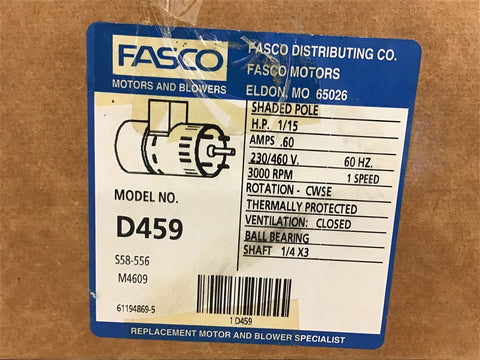 FASCO
MOTORS AND BLOWERS
FASCO DISTRIBUTING CO.
FASCO MOTORS
ELDON, MO 65026
MODEL NO.
D459
558-556
M4609
61194869-5
SHADED POLE
H.P. 1/15
AMPS .60
230/460 V. 60 HZ.
3000 RPM 1 SPEED
ROTATION - CWSE
THERMALLY PROTECTED
VENTILATION: CLOSED
BALL BEARING
SHAFT 1/4 X3
1 D459
REPLACEMENT MOTOR AND BLOWER SPECIALIST